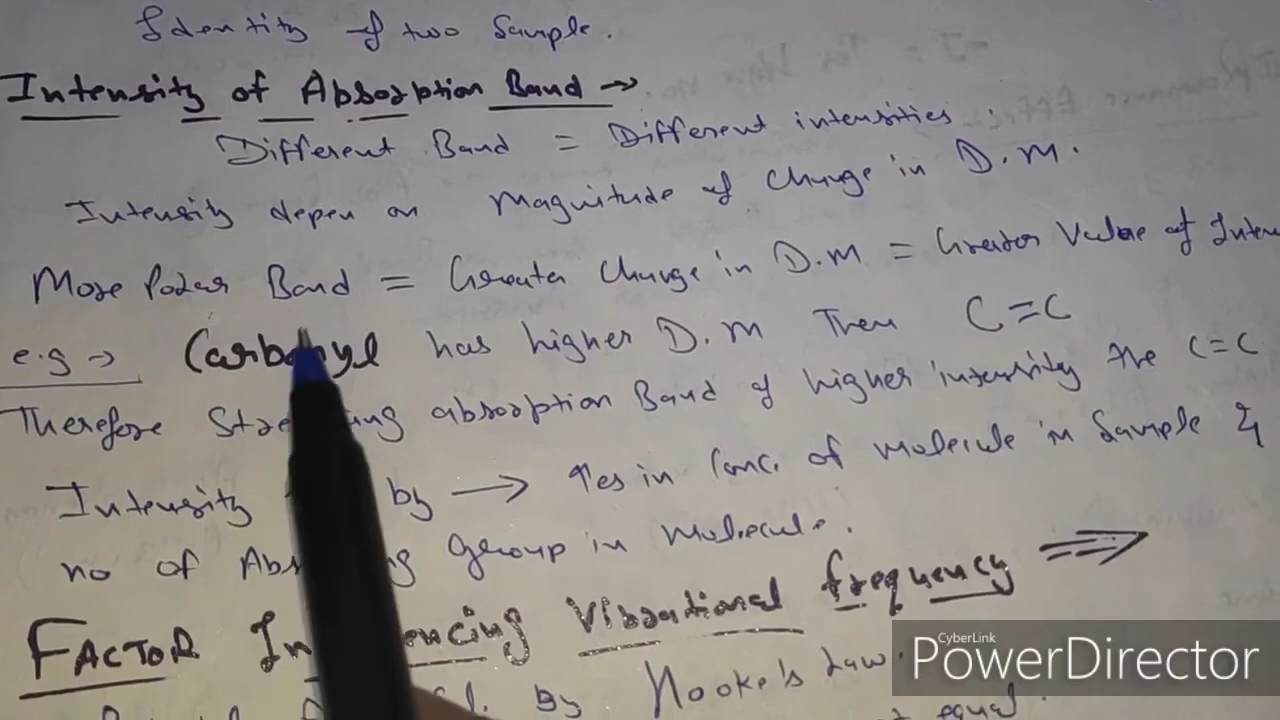 Identity of two Sample.
Intensity of Absorption Band →
Different Band = Different intensities.
Intensity depen on Magnitude of change in D.M.
More Polar Band = Greater Change in D.M = Greater Value of Inten
e.g → Carbonyl has higher D.M Then C=C
Therefore absorption Band of higher intensity the C=C
Intensity by → ↑es in Conc. of molecule in Sample &
no of group in molecule.
FACTOR Influencing Vibrational frequency ⇒
By Hooke's Law.
equal
CyberLink
PowerDirector